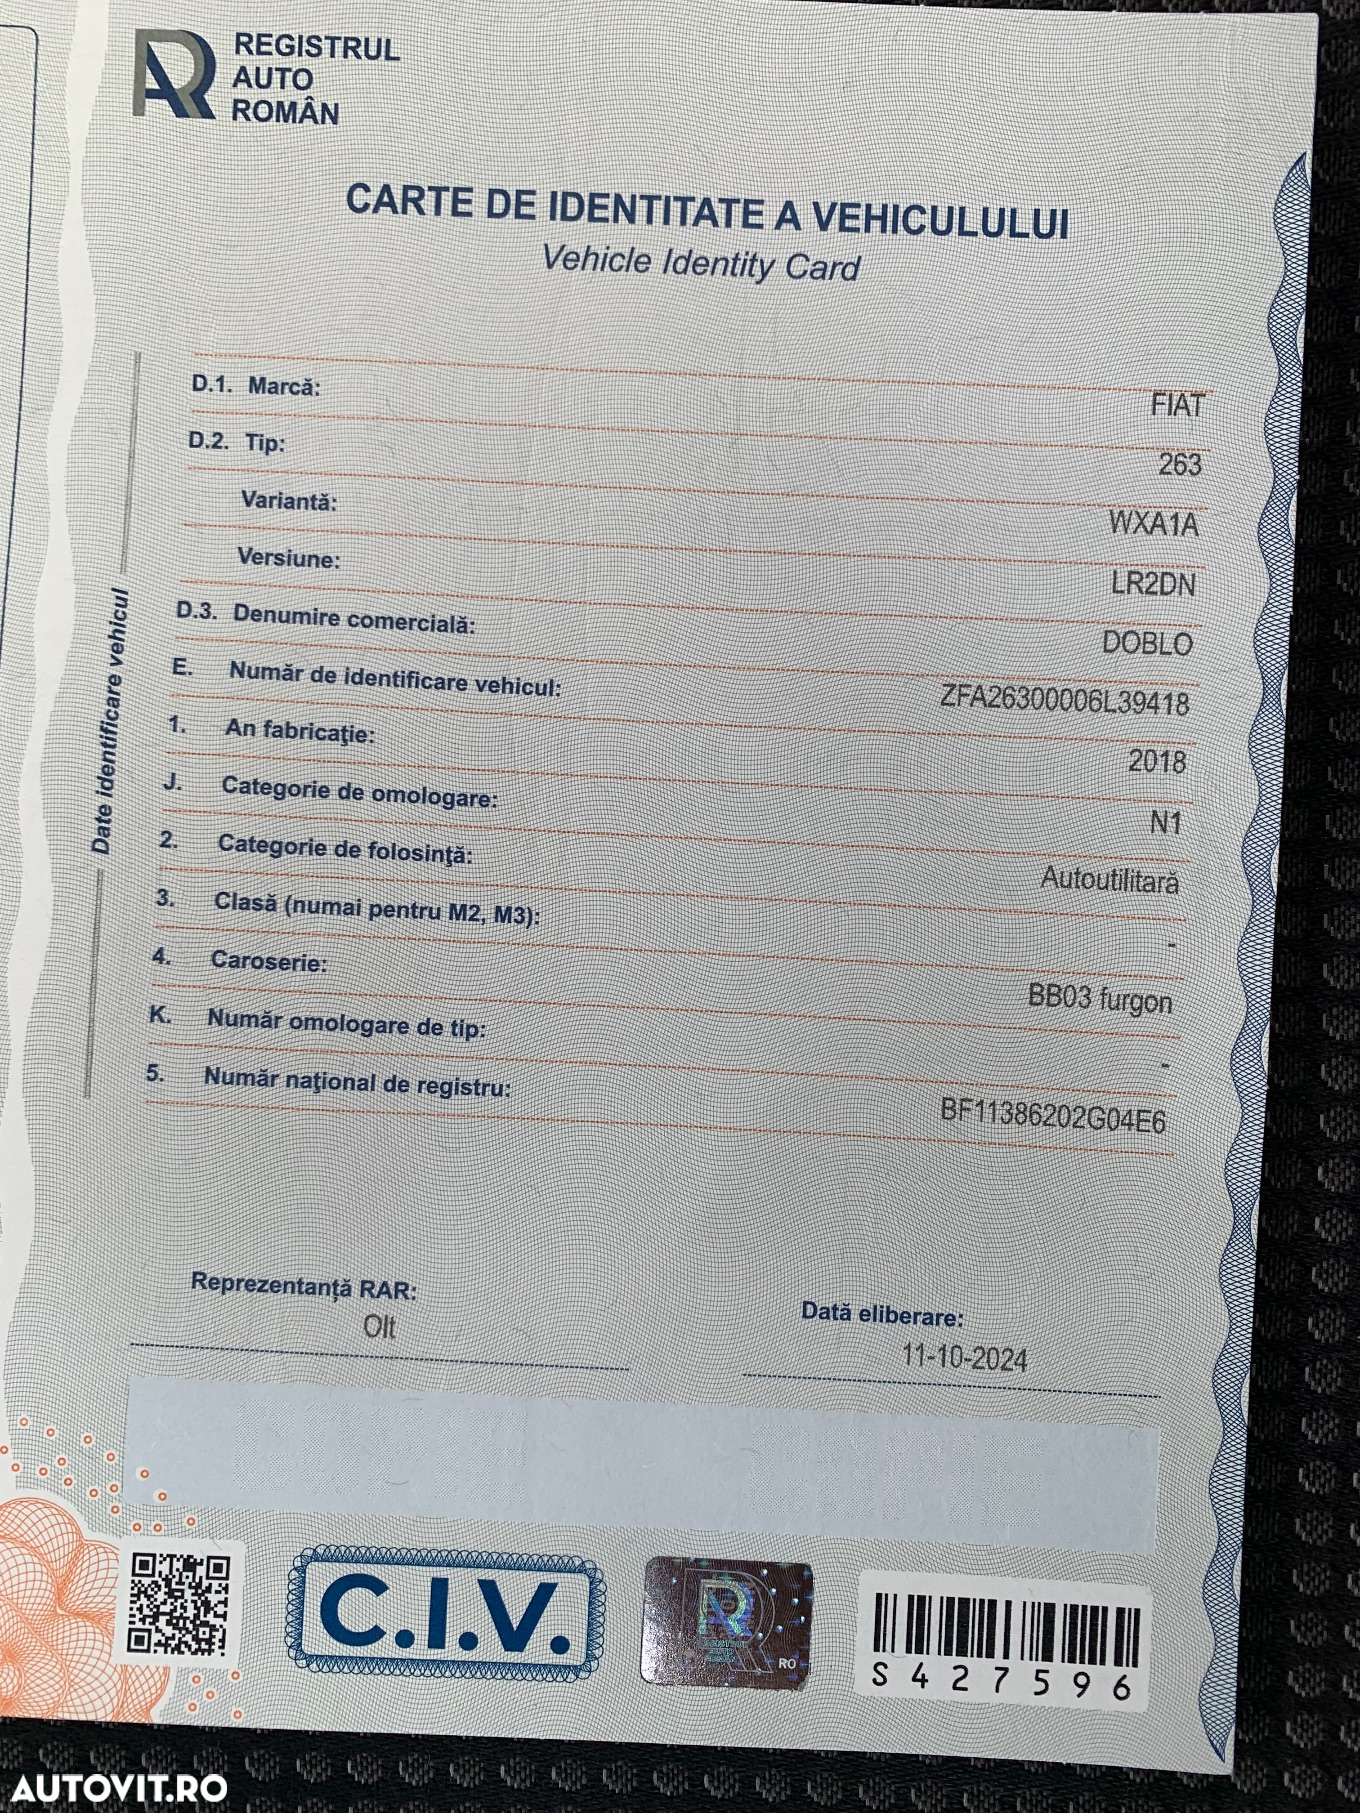 REGISTRUL
AUTO
ROMÂN
CARTE DE IDENTITATE A VEHICULULUI
Vehicle Identity Card
Date identificare vehicul
D.1. Marcă: FIAT
D.2. Tip: 263
Variantă: WXA1A
Versiune: LR2DN
D.3. Denumire comercială: DOBLO
E. Număr de identificare vehicul: ZFA26300006L39418
1. An fabricaţie: 2018
J. Categorie de omologare: N1
2. Categorie de folosinţă: Autoutilitară
3. Clasă (numai pentru M2, M3): -
4. Caroserie: BB03 furgon
K. Număr omologare de tip: -
5. Număr naţional de registru: BF11386202G04E6
Reprezentanță RAR: Dată eliberare:
Olt 11-10-2024
C.I.V.
RO
S427596
AUTOVIT.RO